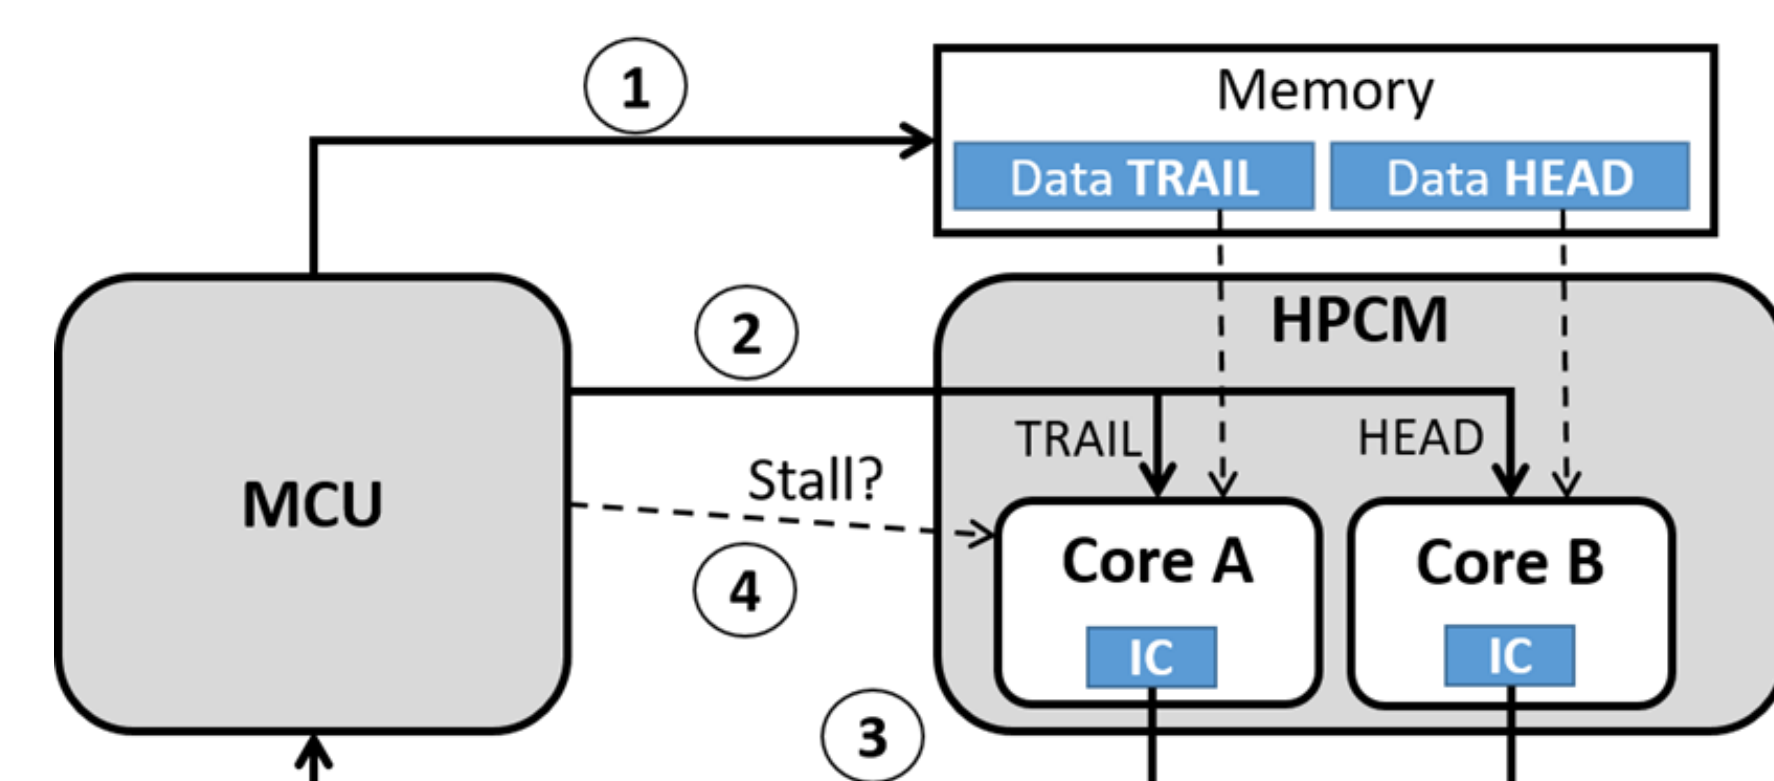 1
Memory
Data TRAIL
Data HEAD
2
HPCM
TRAIL
HEAD
MCU
Stall?
4
Core A
Core B
IC
IC
3